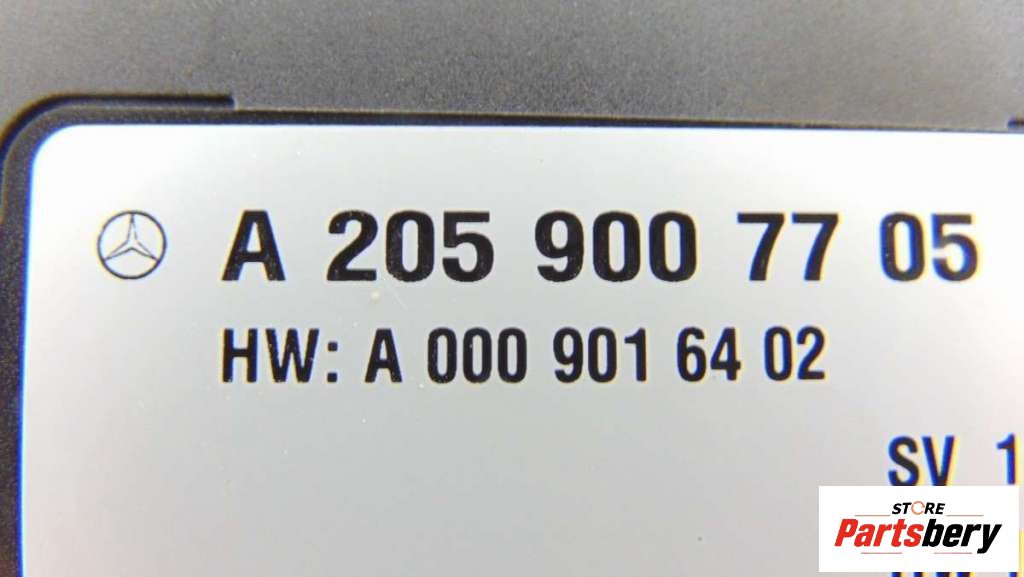 A 205 900 77 05
HW: A 000 901 64 02
SV 1
STORE
Partsbery